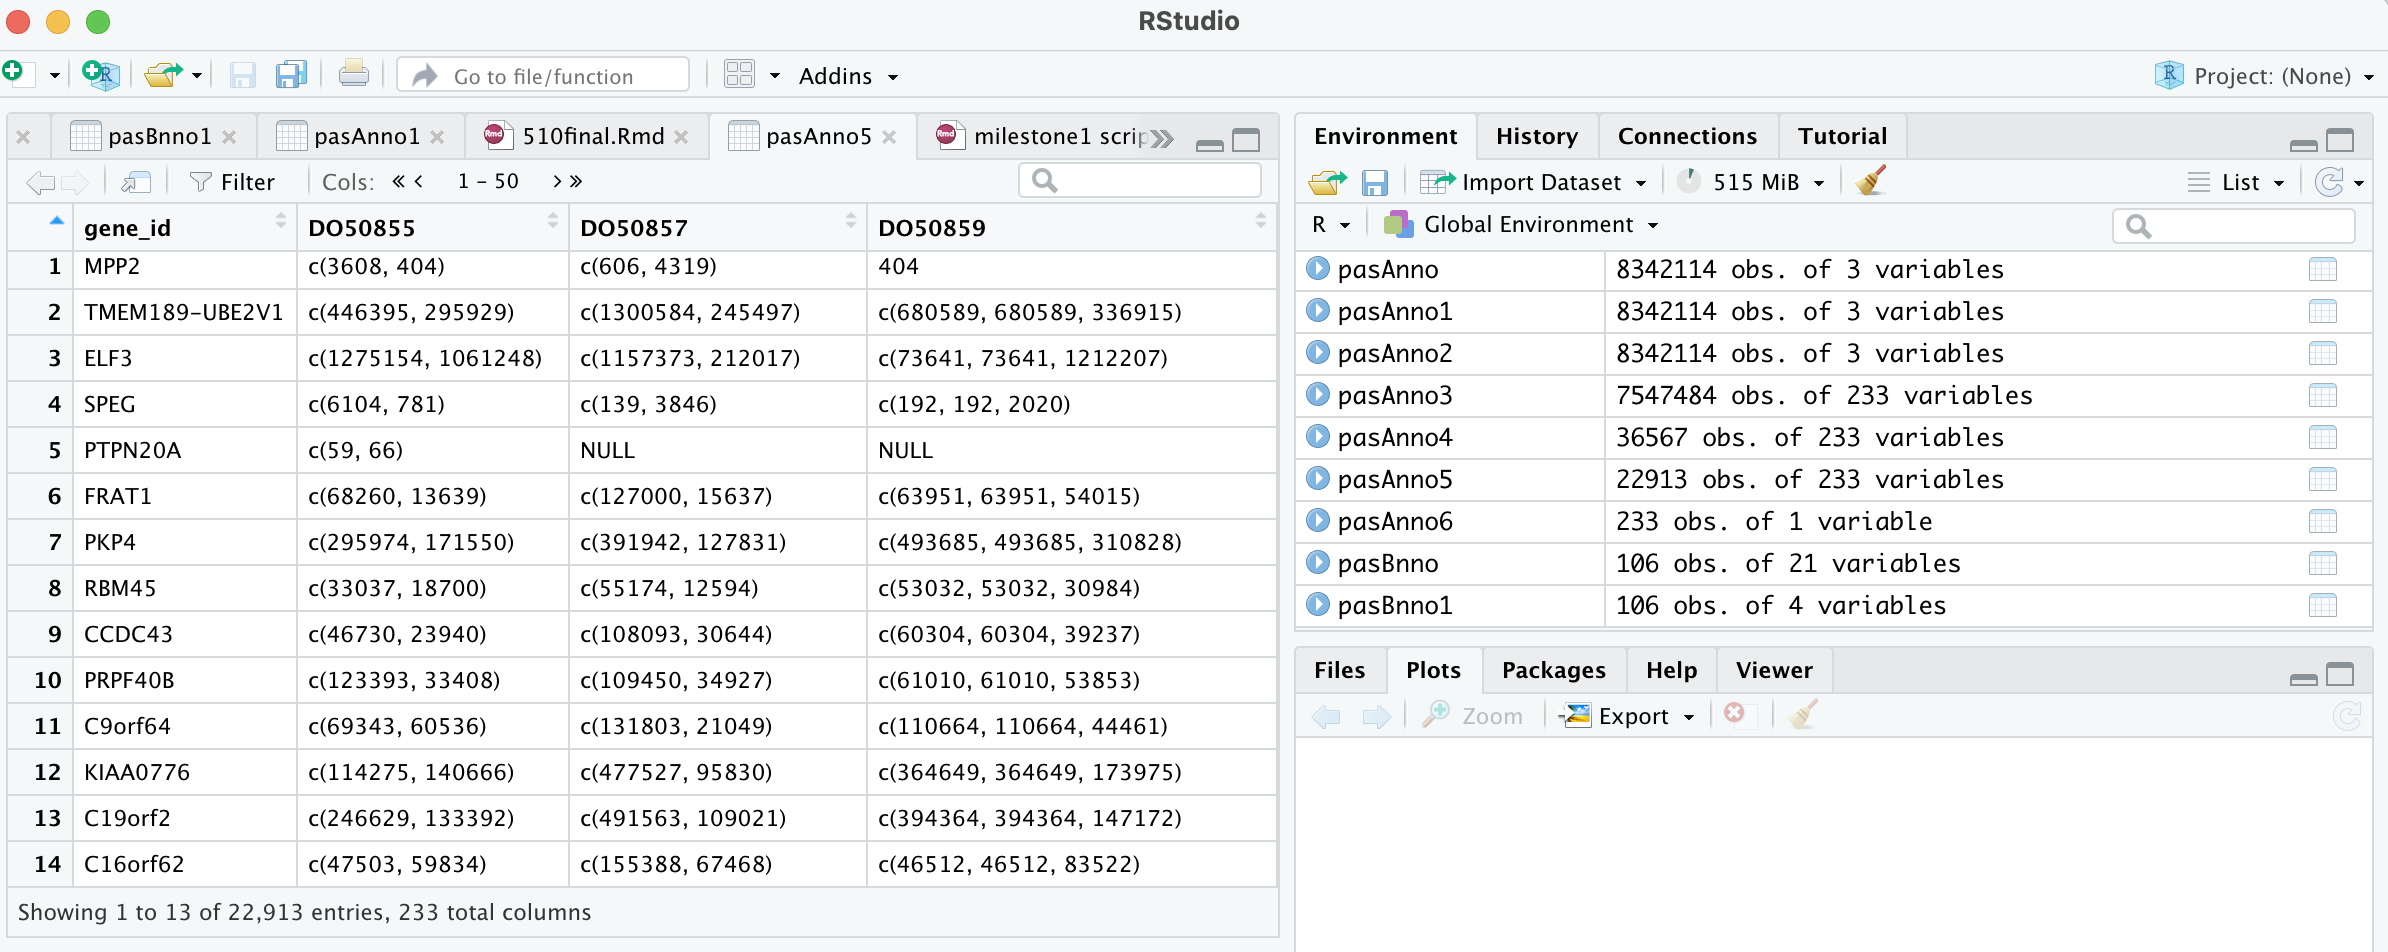 RStudio
Go to file/function
Addins
Project: (None)
pasBnno1
pasAnno1
510final.Rmd
pasAnno5
milestone1 scrip
Filter
Cols:
1 - 50
gene_id DO50855 DO50857 DO50859
1 MPP2 c(3608, 404) c(606, 4319) 404
2 TMEM189-UBE2V1 c(446395, 295929) c(1300584, 245497) c(680589, 680589, 336915)
3 ELF3 c(1275154, 1061248) c(1157373, 212017) c(73641, 73641, 1212207)
4 SPEG c(6104, 781) c(139, 3846) c(192, 192, 2020)
5 PTPN20A c(59, 66) NULL NULL
6 FRAT1 c(68260, 13639) c(127000, 15637) c(63951, 63951, 54015)
7 PKP4 c(295974, 171550) c(391942, 127831) c(493685, 493685, 310828)
8 RBM45 c(33037, 18700) c(55174, 12594) c(53032, 53032, 30984)
9 CCDC43 c(46730, 23940) c(108093, 30644) c(60304, 60304, 39237)
10 PRPF40B c(123393, 33408) c(109450, 34927) c(61010, 61010, 53853)
11 C9orf64 c(69343, 60536) c(131803, 21049) c(110664, 110664, 44461)
12 KIAA0776 c(114275, 140666) c(477527, 95830) c(364649, 364649, 173975)
13 C19orf2 c(246629, 133392) c(491563, 109021) c(394364, 394364, 147172)
14 C16orf62 c(47503, 59834) c(155388, 67468) c(46512, 46512, 83522)
Showing 1 to 13 of 22,913 entries, 233 total columns
Environment History Connections Tutorial
Import Dataset 515 MiB List
R Global Environment
pasAnno 8342114 obs. of 3 variables
pasAnno1 8342114 obs. of 3 variables
pasAnno2 8342114 obs. of 3 variables
pasAnno3 7547484 obs. of 233 variables
pasAnno4 36567 obs. of 233 variables
pasAnno5 22913 obs. of 233 variables
pasAnno6 233 obs. of 1 variable
pasBnno 106 obs. of 21 variables
pasBnno1 106 obs. of 4 variables
Files Plots Packages Help Viewer
Zoom Export